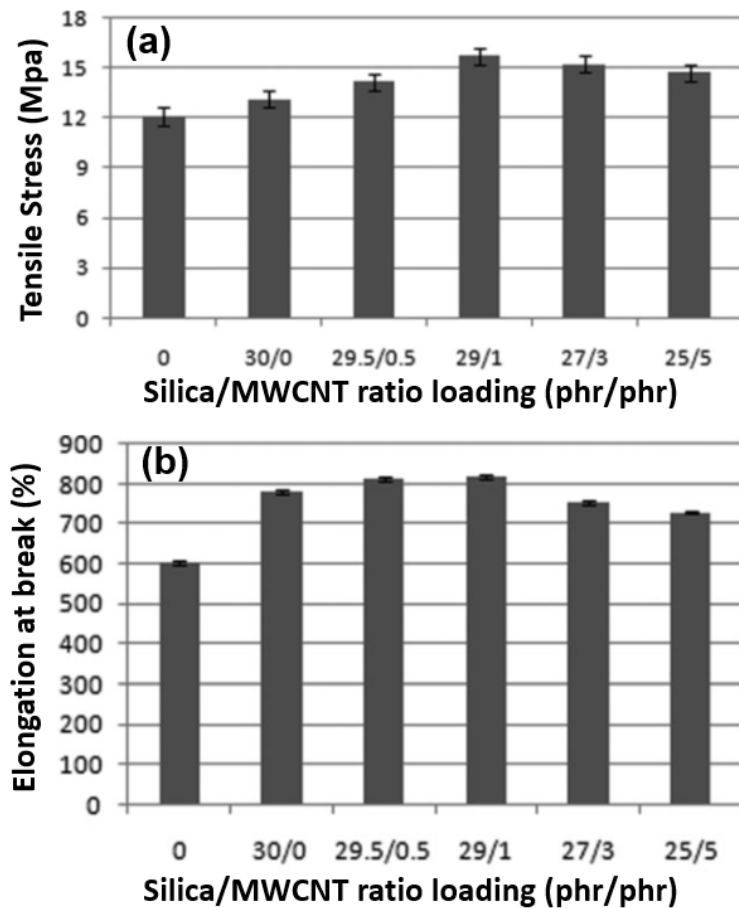 (a)
Tensile Stress (Mpa)
18
15
12
9
6
3
0
0 30/0 29.5/0.5 29/1 27/3 25/5
Silica/MWCNT ratio loading (phr/phr)
(b)
Elongation at break (%)
900
800
700
600
500
400
300
200
100
0
0 30/0 29.5/0.5 29/1 27/3 25/5
Silica/MWCNT ratio loading (phr/phr)